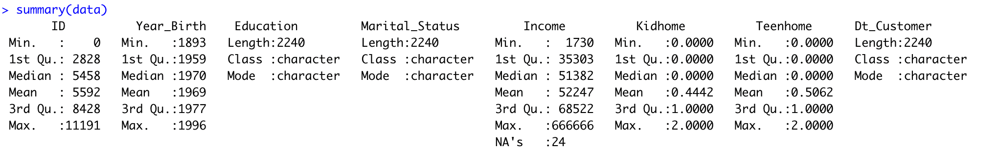 > summary(data)
       ID          Year_Birth    Education         Marital_Status         Income          Kidhome          Teenhome      Dt_Customer
 Min.   :    0   Min.   :1893   Length:2240        Length:2240        Min.   :  1730   Min.   :0.0000   Min.   :0.0000   Length:2240
 1st Qu.: 2828   1st Qu.:1959   Class :character   Class :character   1st Qu.: 35303   1st Qu.:0.0000   1st Qu.:0.0000   Class :character
 Median : 5458   Median :1970   Mode  :character   Mode  :character   Median : 51382   Median :0.0000   Median :0.0000   Mode  :character
 Mean   : 5592   Mean   :1969                                         Mean   : 52247   Mean   :0.4442   Mean   :0.5062
 3rd Qu.: 8428   3rd Qu.:1977                                         3rd Qu.: 68522   3rd Qu.:1.0000   3rd Qu.:1.0000
 Max.   :11191   Max.   :1996                                         Max.   :666666   Max.   :2.0000   Max.   :2.0000
                                                                      NA's   :24